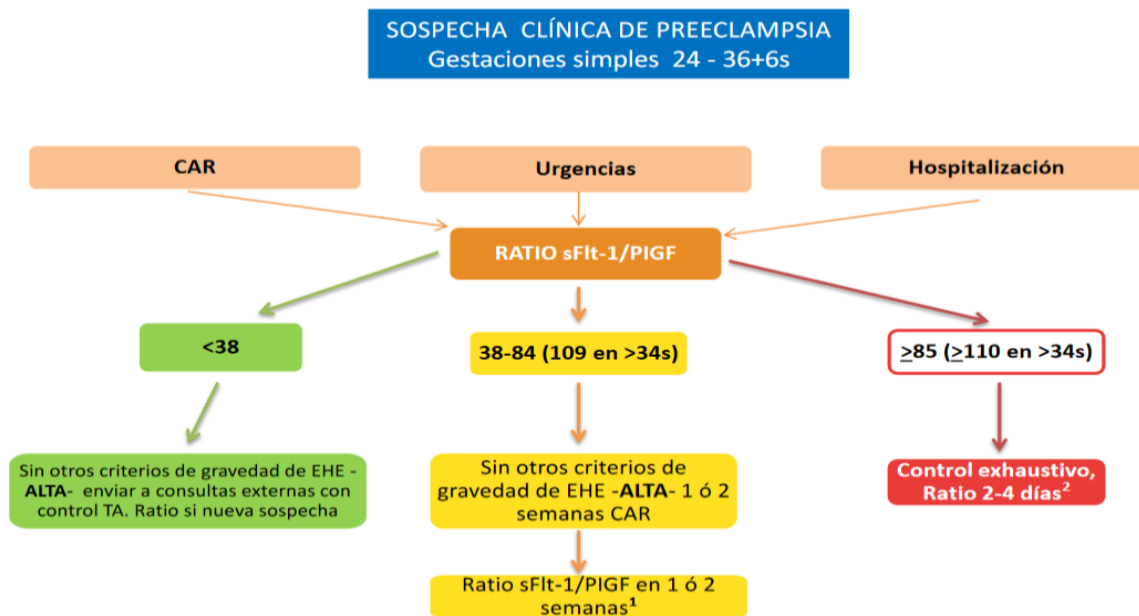 SOSPECHA CLÍNICA DE PREECLAMPSIA
Gestaciones simples 24 - 36+6s
CAR
Urgencias
Hospitalización
RATIO sFlt-1/PIGF
<38
38-84 (109 en >34s)
≥85 (≥110 en >34s)
Sin otros criterios de gravedad de EHE -
ALTA- enviar a consultas externas con
control TA. Ratio si nueva sospecha
Sin otros criterios de
gravedad de EHE -ALTA- 1 ó 2
semanas CAR
Control exhaustivo,
Ratio 2-4 días²
Ratio sFlt-1/PIGF en 1 ó 2
semanas¹